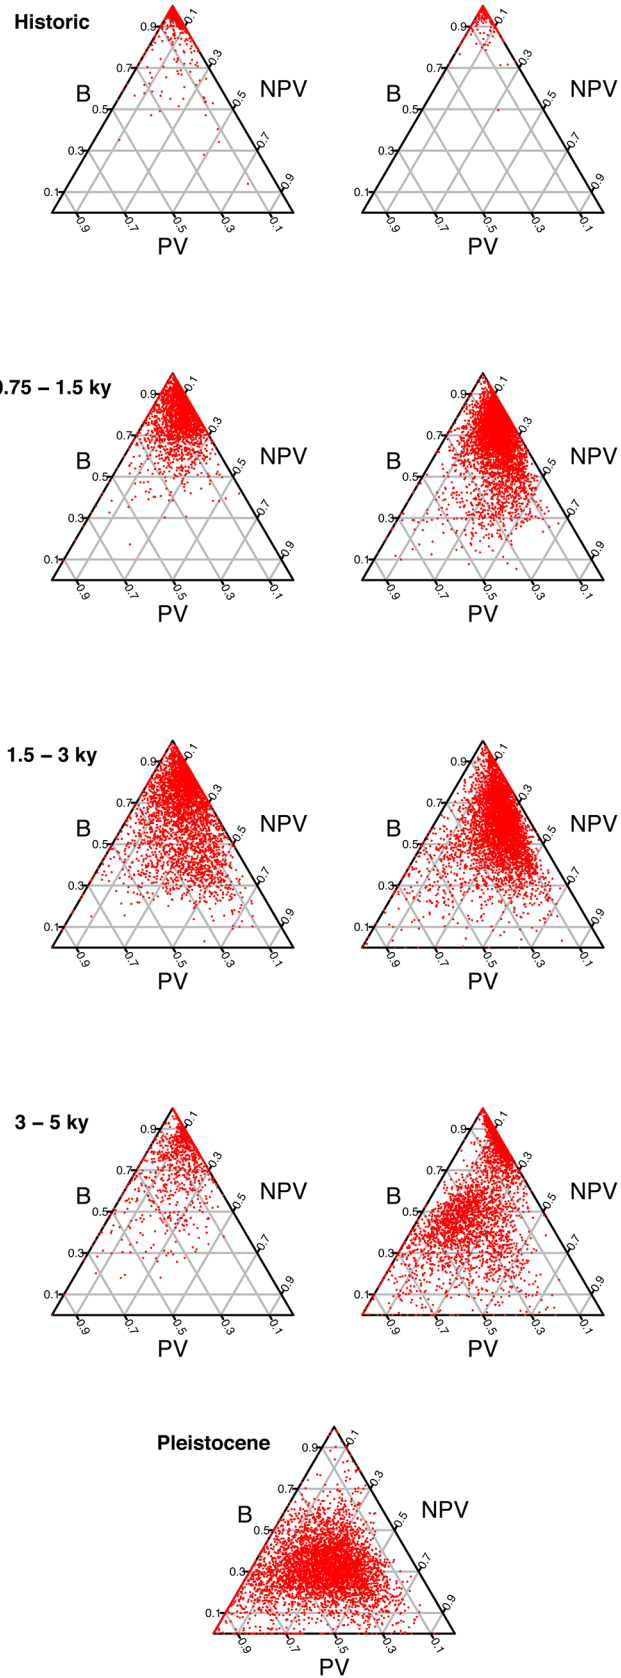 Historic
0.9 0.1 0.9 0.1
0.7 0.3 0.7 0.3
B NPV B NPV
0.5 0.5 0.5 0.5
0.3 0.7 0.3 0.7
0.1 0.9 0.1 0.9
0.9 0.7 0.5 0.3 0.1 0.9 0.7 0.5 0.3 0.1
PV PV
0.75 – 1.5 ky
0.9 0.1 0.9 0.1
0.7 0.3 0.7 0.3
B NPV B NPV
0.5 0.5 0.5 0.5
0.3 0.7 0.3 0.7
0.1 0.9 0.1 0.9
0.9 0.7 0.5 0.3 0.1 0.9 0.7 0.5 0.3 0.1
PV PV
1.5 – 3 ky
0.9 0.1 0.9 0.1
0.7 0.3 0.7 0.3
B NPV B NPV
0.5 0.5 0.5 0.5
0.3 0.7 0.3 0.7
0.1 0.9 0.1 0.9
0.9 0.7 0.5 0.3 0.1 0.9 0.7 0.5 0.3 0.1
PV PV
3 – 5 ky
0.9 0.1 0.9 0.1
0.7 0.3 0.7 0.3
B NPV B NPV
0.5 0.5 0.5 0.5
0.3 0.7 0.3 0.7
0.1 0.9 0.1 0.9
0.9 0.7 0.5 0.3 0.1 0.9 0.7 0.5 0.3 0.1
PV PV
Pleistocene
0.9 0.1
0.7 0.3
B NPV
0.5 0.5
0.3 0.7
0.1 0.9
0.9 0.7 0.5 0.3 0.1
PV